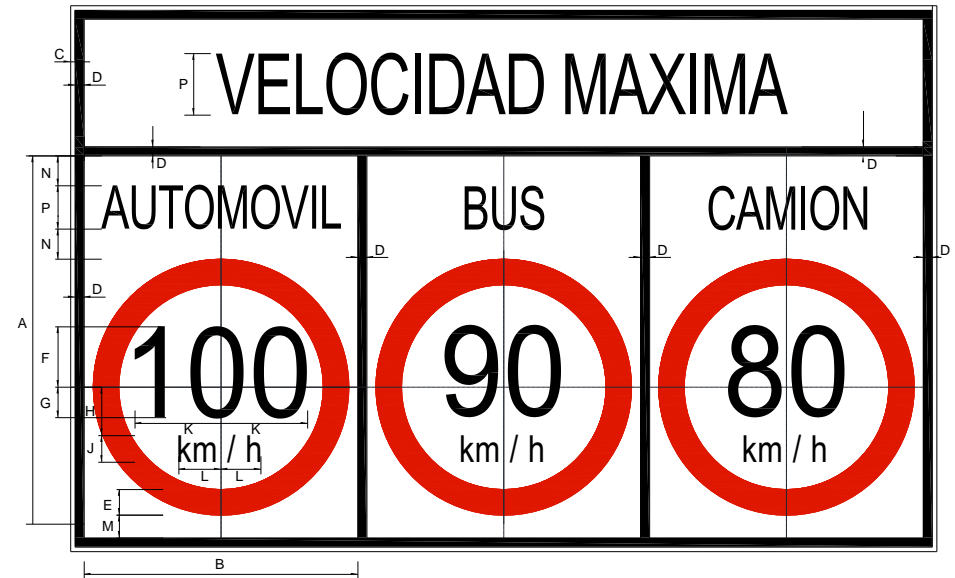 VELOCIDAD MAXIMA
C
D
P
D
D
N
P
N
AUTOMOVIL
BUS
CAMION
D
D
D
D
A
F
G
H
J
100
90
80
K
K
km / h
km / h
km / h
L
L
E
M
B